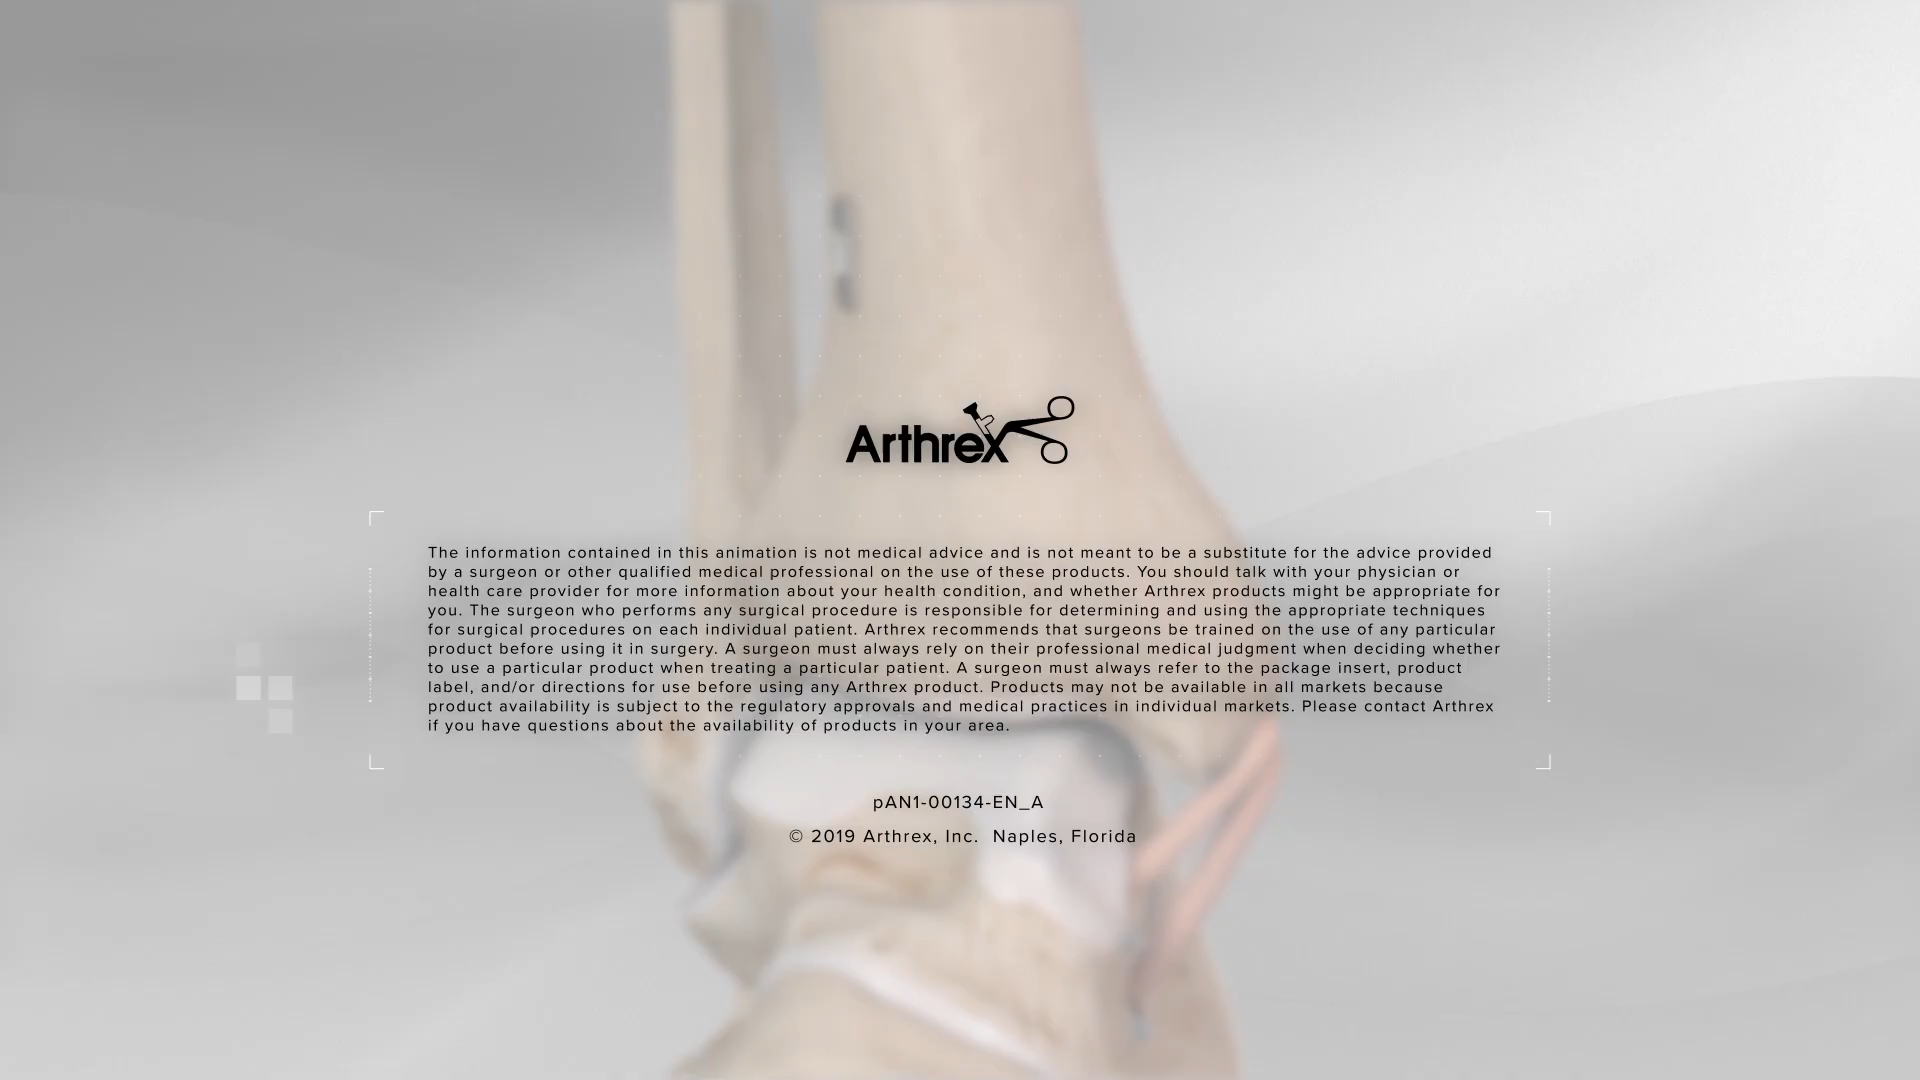 Arthrex
The information contained in this animation is not medical advice and is not meant to be a substitute for the advice provided
by a surgeon or other qualified medical professional on the use of these products. You should talk with your physician or
health care provider for more information about your health condition, and whether Arthrex products might be appropriate for
you. The surgeon who performs any surgical procedure is responsible for determining and using the appropriate techniques
for surgical procedures on each individual patient. Arthrex recommends that surgeons be trained on the use of any particular
product before using it in surgery. A surgeon must always rely on their professional medical judgment when deciding whether
to use a particular product when treating a particular patient. A surgeon must always refer to the package insert, product
label, and/or directions for use before using any Arthrex product. Products may not be available in all markets because
product availability is subject to the regulatory approvals and medical practices in individual markets. Please contact Arthrex
if you have questions about the availability of products in your area.
pAN1-00134-EN_A
© 2019 Arthrex, Inc. Naples, Florida